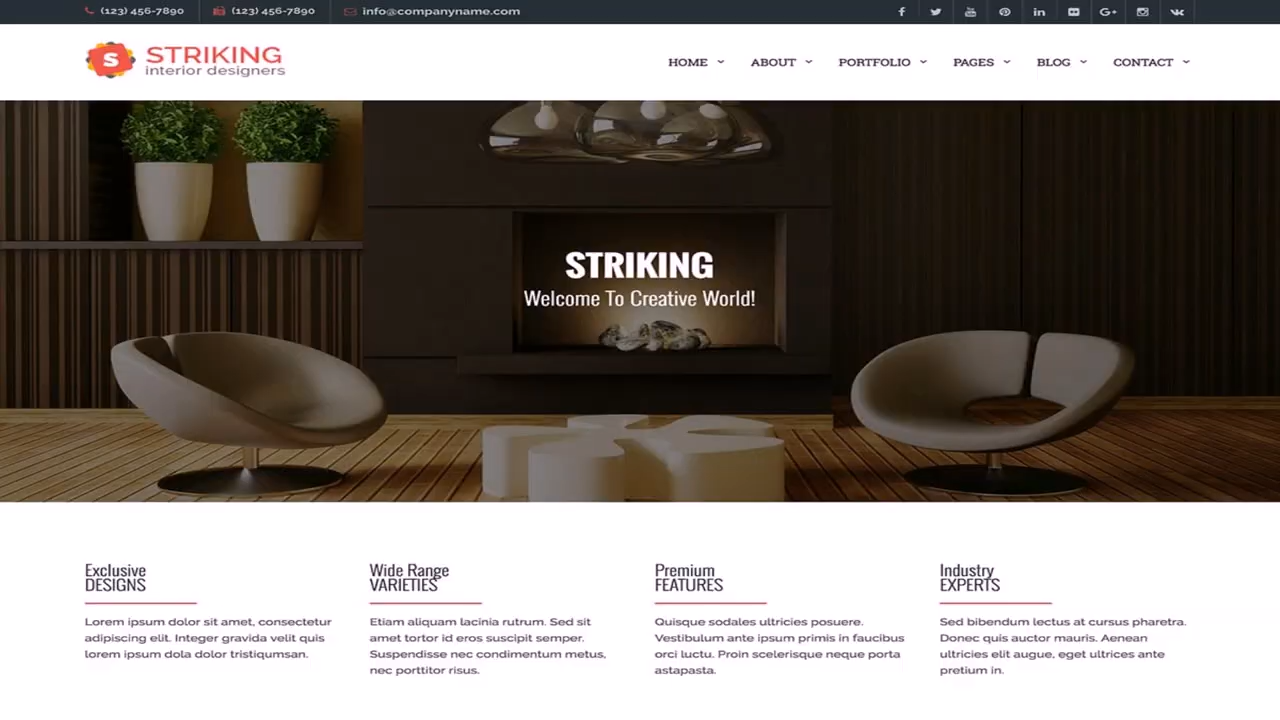 (123) 456-7890 (123) 456-7890 info@companyname.com
S
STRIKING
interior designers
HOME ABOUT PORTFOLIO PAGES BLOG CONTACT
STRIKING
Welcome To Creative World!
Exclusive
DESIGNS
Lorem ipsum dolor sit amet, consectetur
adipiscing elit. Integer gravida velit quis
lorem ipsum dola dolor tristiqumsan.
Wide Range
VARIETIES
Etiam aliquam lacinia rutrum. Sed sit
amet tortor id eros suscipit semper.
Suspendisse nec condimentum metus,
nec porttitor risus.
Premium
FEATURES
Quisque sodales ultricies posuere.
Vestibulum ante ipsum primis in faucibus
orci luctu. Proin scelerisque neque porta
astapasta.
Industry
EXPERTS
Sed bibendum lectus at cursus pharetra.
Donec quis auctor mauris. Aenean
ultricies elit augue, eget ultrices ante
pretium in.